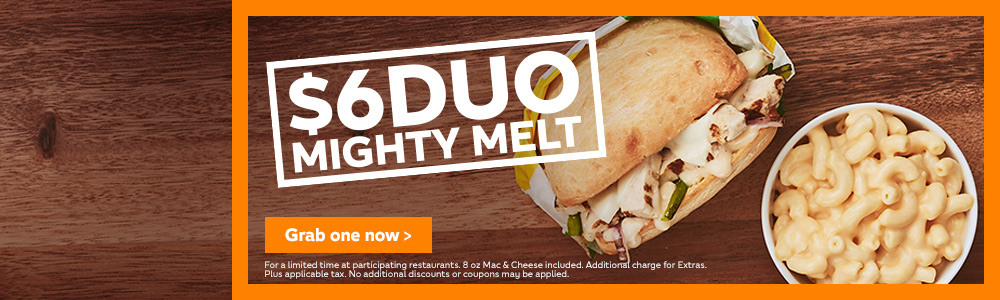 $6DUO
MIGHTY MELT
Grab one now >
For a limited time at participating restaurants. 8 oz Mac & Cheese included. Additional charge for Extras.
Plus applicable tax. No additional discounts or coupons may be applied.